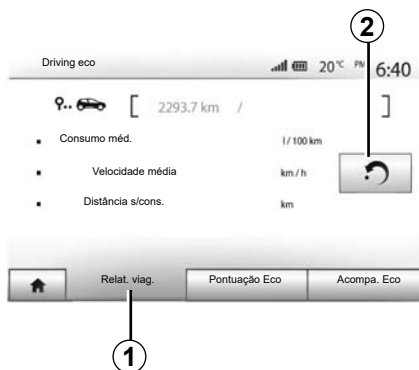 2
Driving eco 20°C PM 6:40
[ 2293.7 km / ]
Consumo méd. l/100 km
Velocidade média km/h
Distância s/cons. km
Relat. viag. Pontuação Eco Acompa. Eco
1